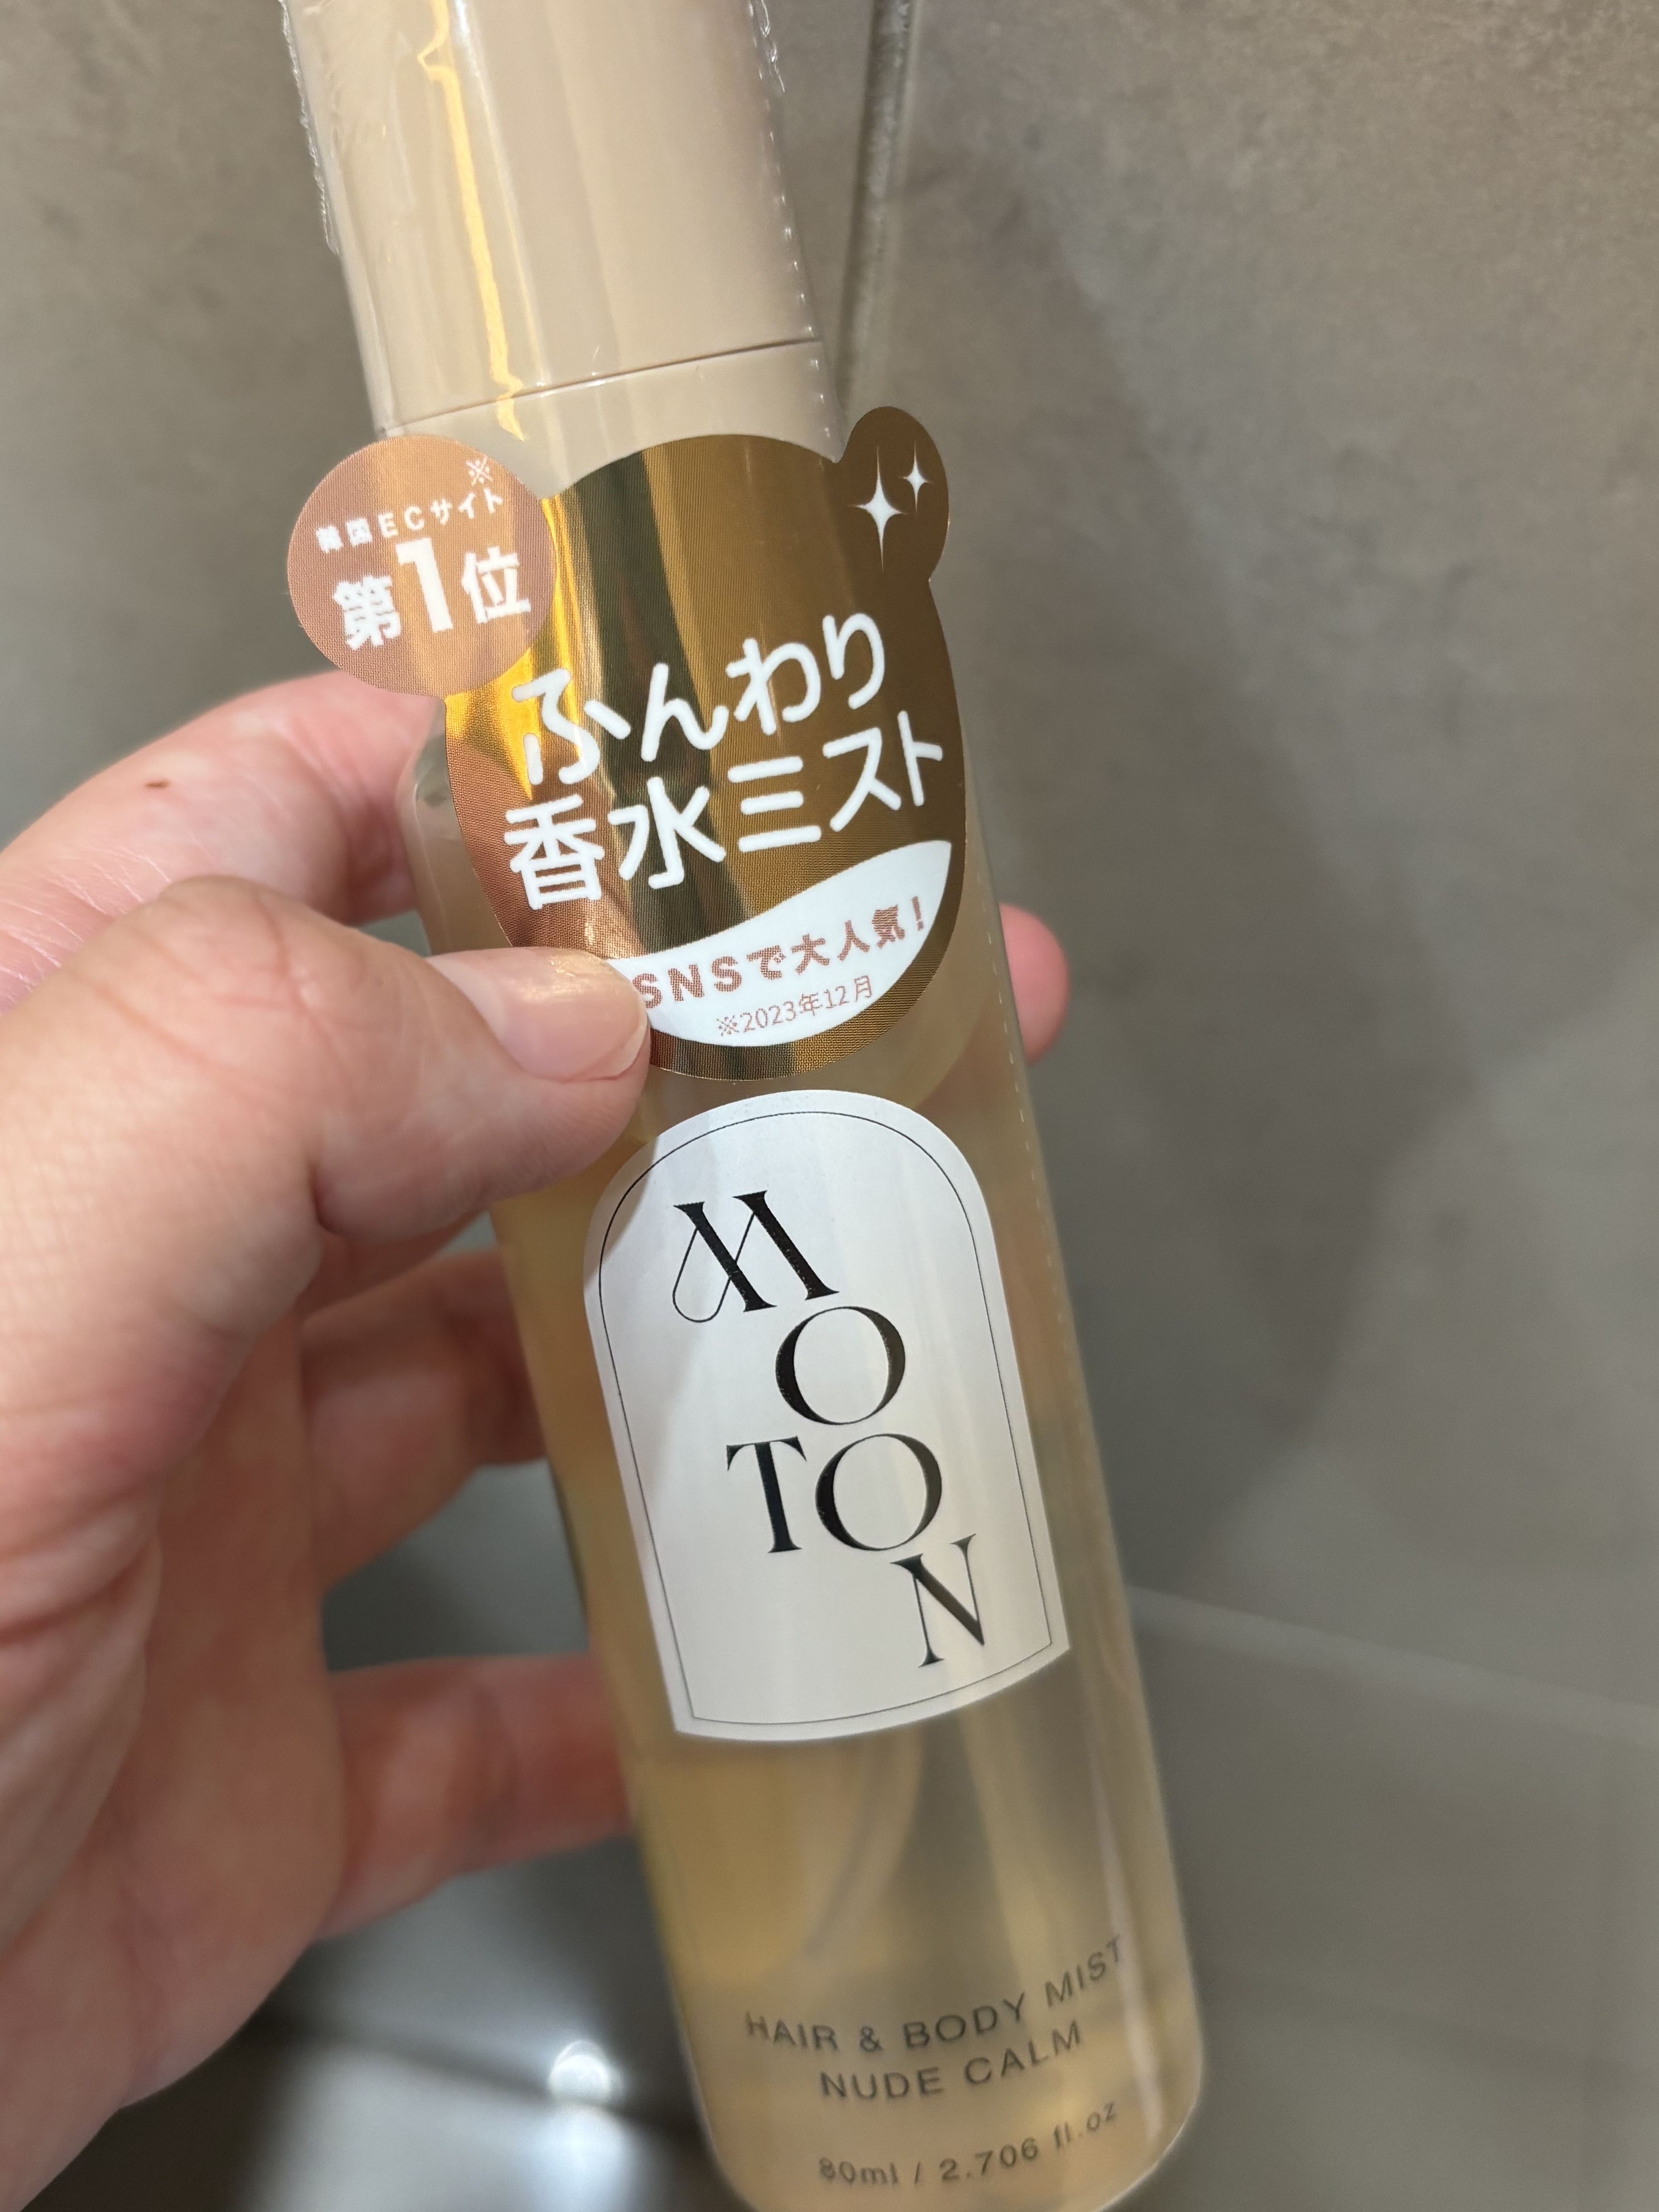 ※
韓国ECサイト
第1位
ふんわり
香水ミスト
SNSで大人気！
※2023年12月
MOTON
HAIR & BODY MIST
NUDE CALM
80ml / 2.706 fl.oz